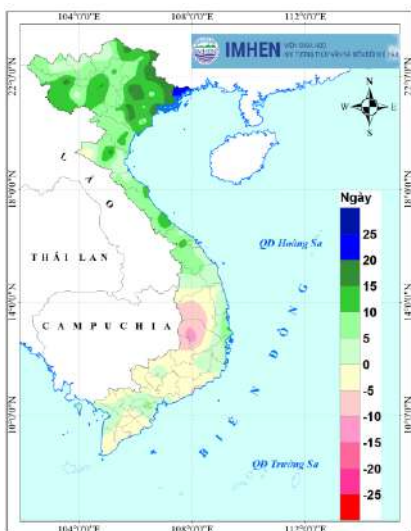 104°0'0"E 108°0'0"E 112°0'0"E
IMHEN
22°0'0"N
N
W E
S
18°0'0"N
L À O
QĐ Hoàng Sa
THÁI LAN
Ngày
25
20
15
10
5
0
-5
-10
-15
-20
-25
14°0'0"N
CAMPUCHIA
BIỂN ĐÔNG
10°0'0"N
QĐ Trường Sa
104°0'0"E 108°0'0"E 112°0'0"E